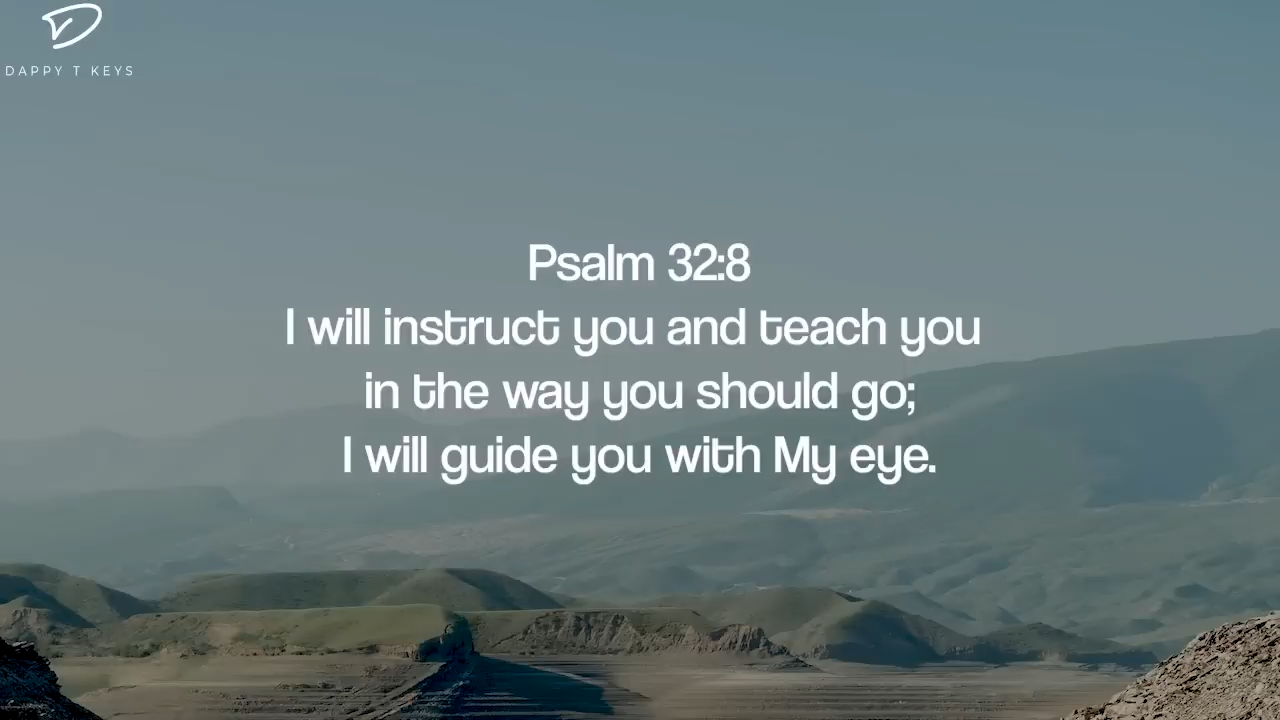 DAPPY T KEYS
Psalm 32:8
I will instruct you and teach you
in the way you should go;
I will guide you with My eye.